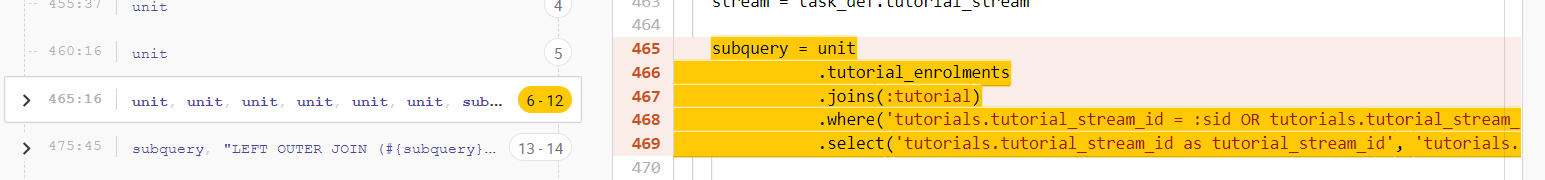 455:37 unit 4
460:16 unit 5
465:16 unit, unit, unit, unit, unit, unit, sub... 6 - 12
475:45 subquery, "LEFT OUTER JOIN (#{subquery}... 13 - 14
463 stream = task_def.tutorial_stream
464
465 subquery = unit
466 .tutorial_enrolments
467 .joins(:tutorial)
468 .where('tutorials.tutorial_stream_id = :sid OR tutorials.tutorial_stream_
469 .select('tutorials.tutorial_stream_id as tutorial_stream_id', 'tutorials.
470